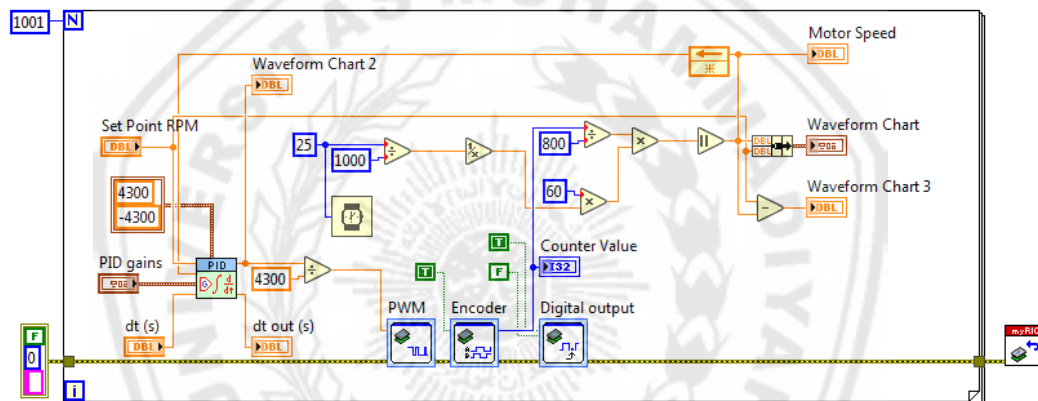 1001
N
Motor Speed
DBL
Waveform Chart 2
DBL
Set Point RPM
DBL
25
1000
1/x
800
60
Waveform Chart
DBL
DBL
Waveform Chart 3
DBL
4300
-4300
PID gains
PID
4300
T
T
F
Counter Value
I32
PWM
Encoder
Digital output
dt (s)
DBL
dt out (s)
DBL
F
0
i
myRIO